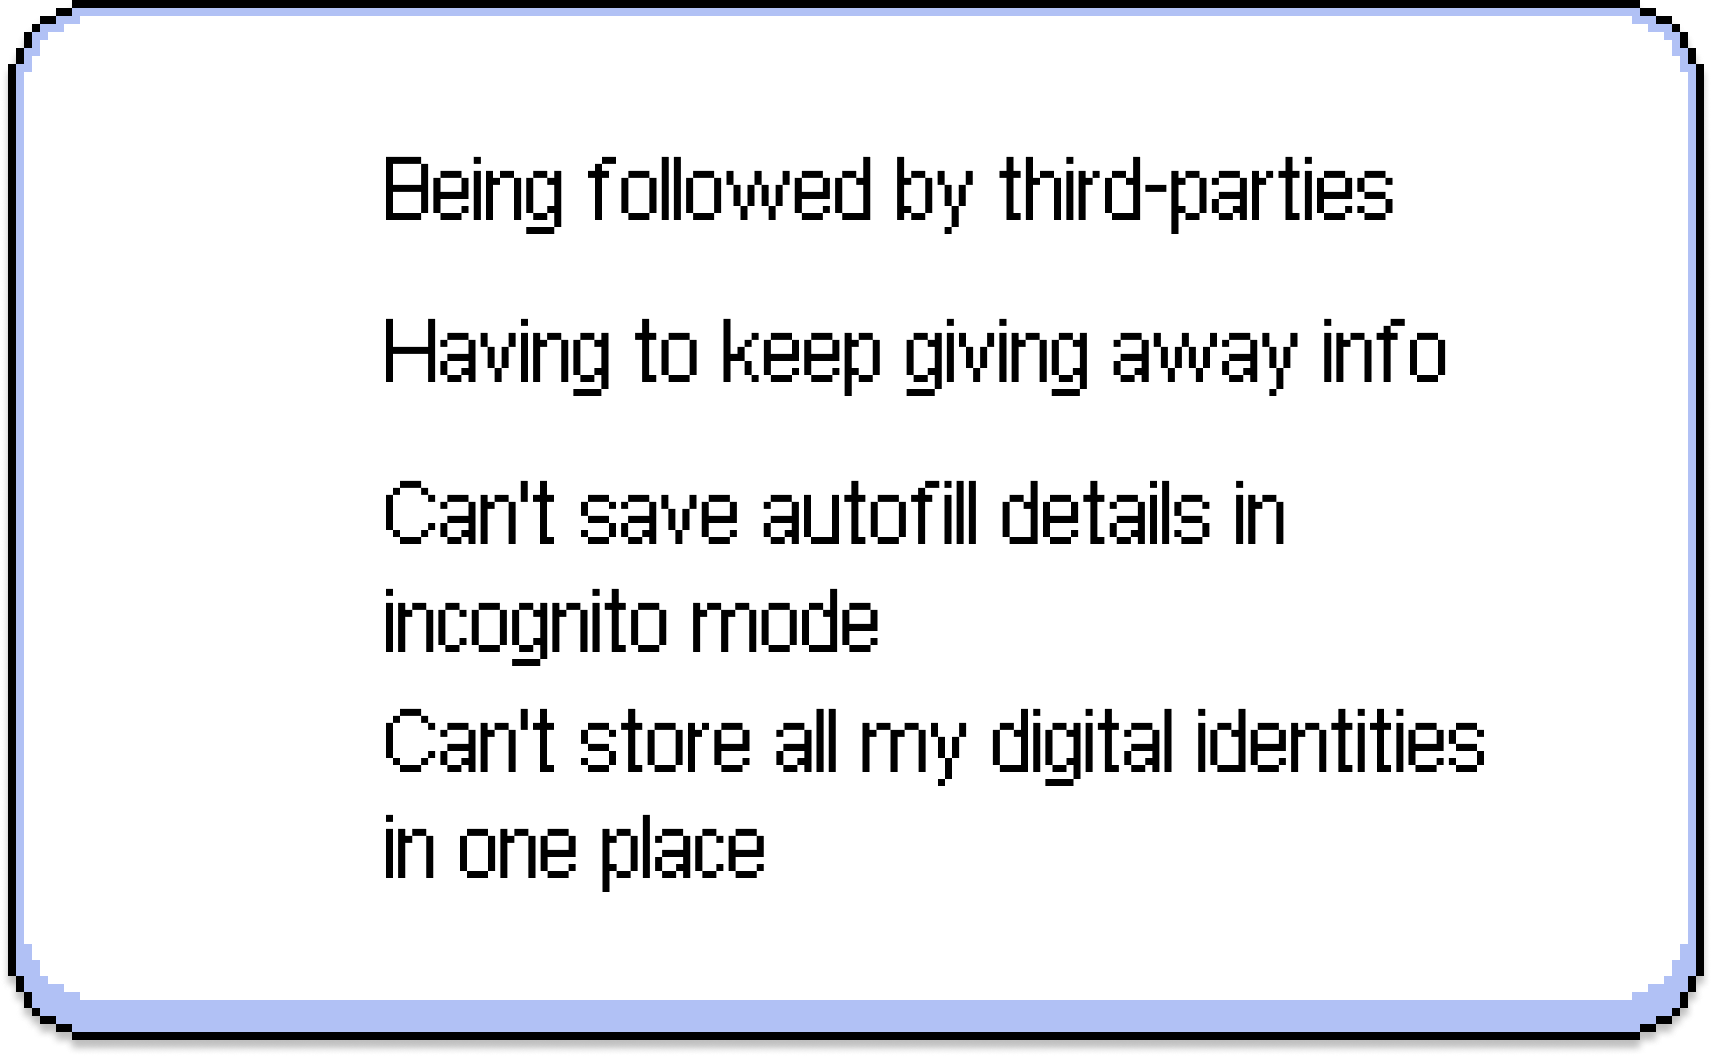 Being followed by third-parties
Having to keep giving away info
Can't save autofill details in
incognito mode
Can't store all my digital identities
in one place